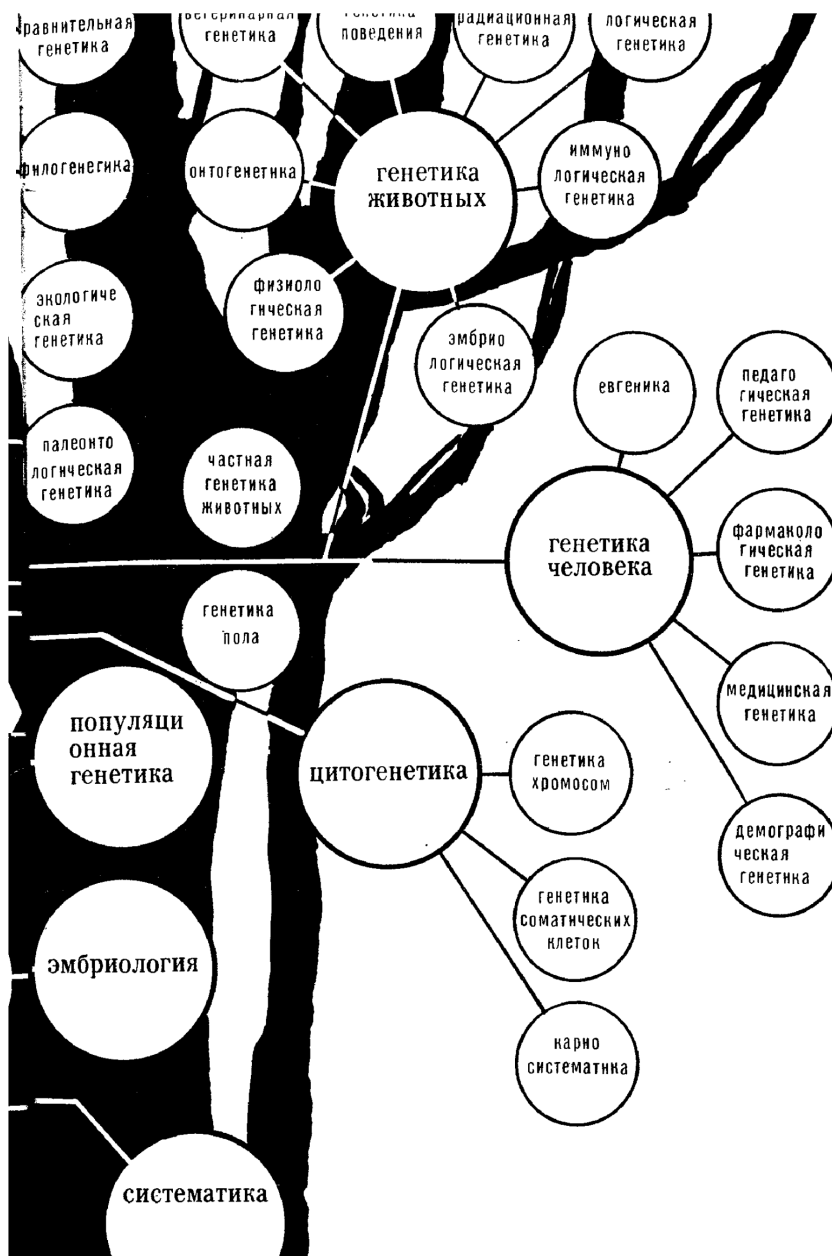 генетика
ветеринарная
генетика
генетика
поведения
радиационная
генетика
логическая
генетика
филогенетика
онтогенетика
генетика
животных
иммуно
логическая
генетика
экологиче
ская
генетика
физиоло
гическая
генетика
эмбрио
логическая
генетика
евгеника
педаго
гическая
генетика
палеонто
логическая
генетика
частная
генетика
животных
генетика
человека
фармаколо
гическая
генетика
генетика
пола
медицинская
генетика
популяци
онная
генетика
цитогенетика
генетика
хромосом
демографи
ческая
генетика
генетика
соматических
клеток
эмбриология
карио
систематика
систематика